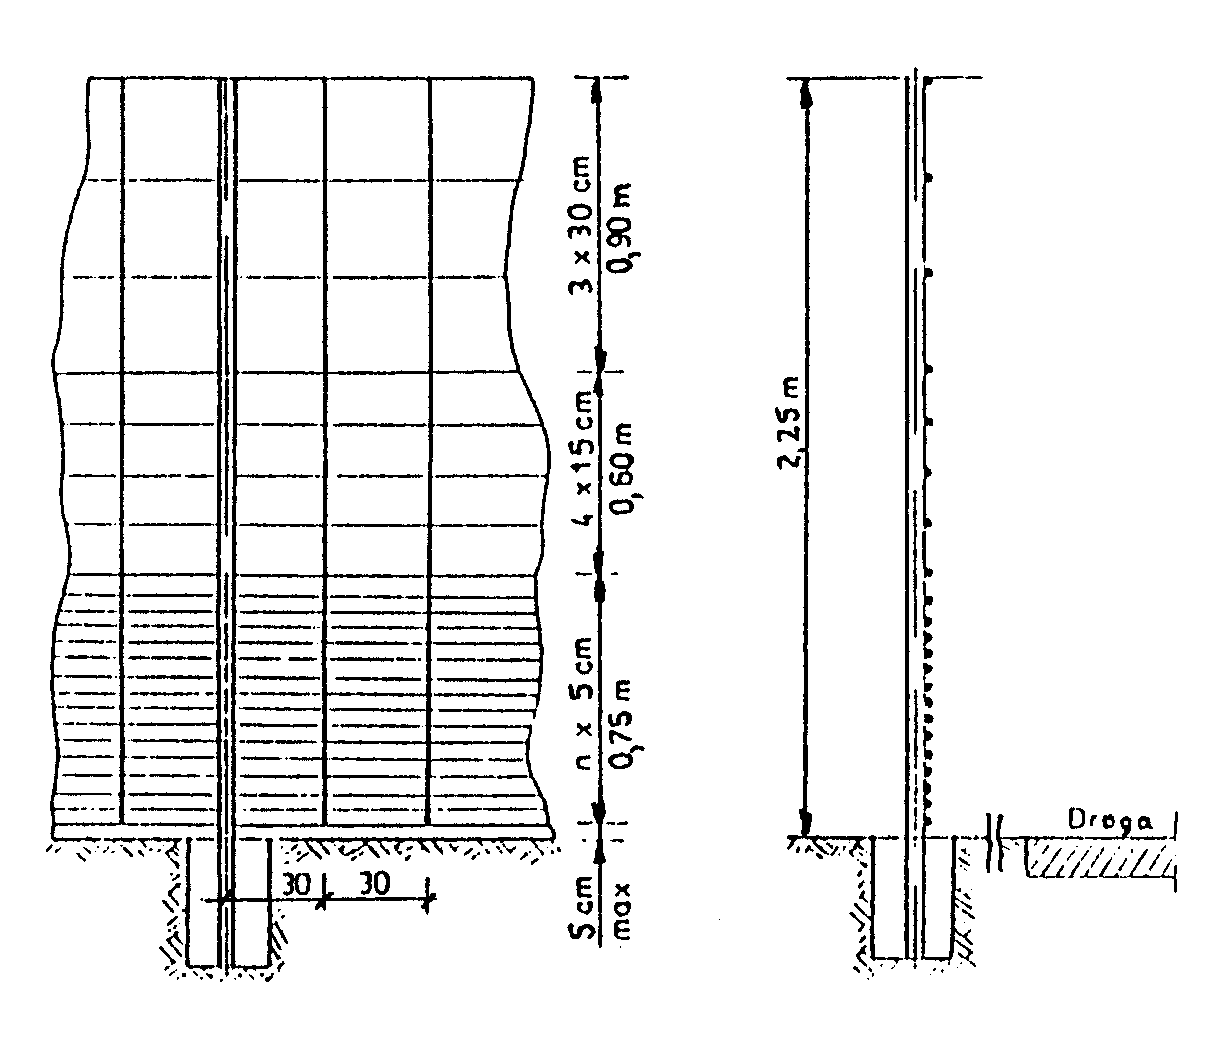 3 x 30 cm
0,90 m
4 x 15 cm
0,60 m
n x 5 cm
0,75 m
5 cm
max
30 30
2,25 m
Droga